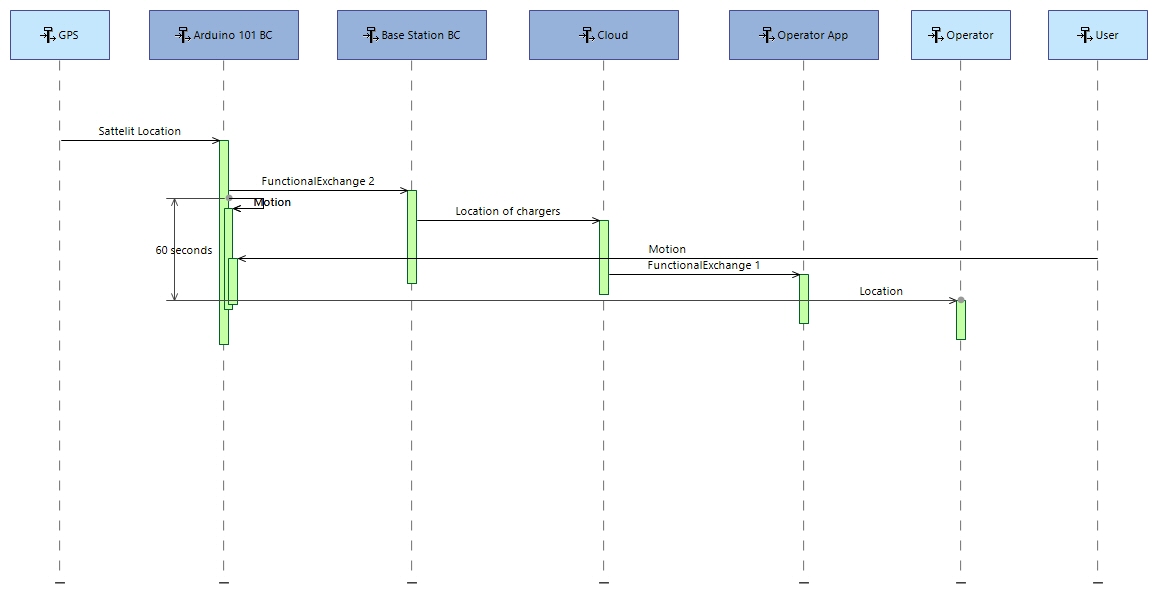 GPS
Arduino 101 BC
Base Station BC
Cloud
Operator App
Operator
User
Sattelit Location
FunctionalExchange 2
Motion
Location of chargers
60 seconds
Motion
FunctionalExchange 1
Location